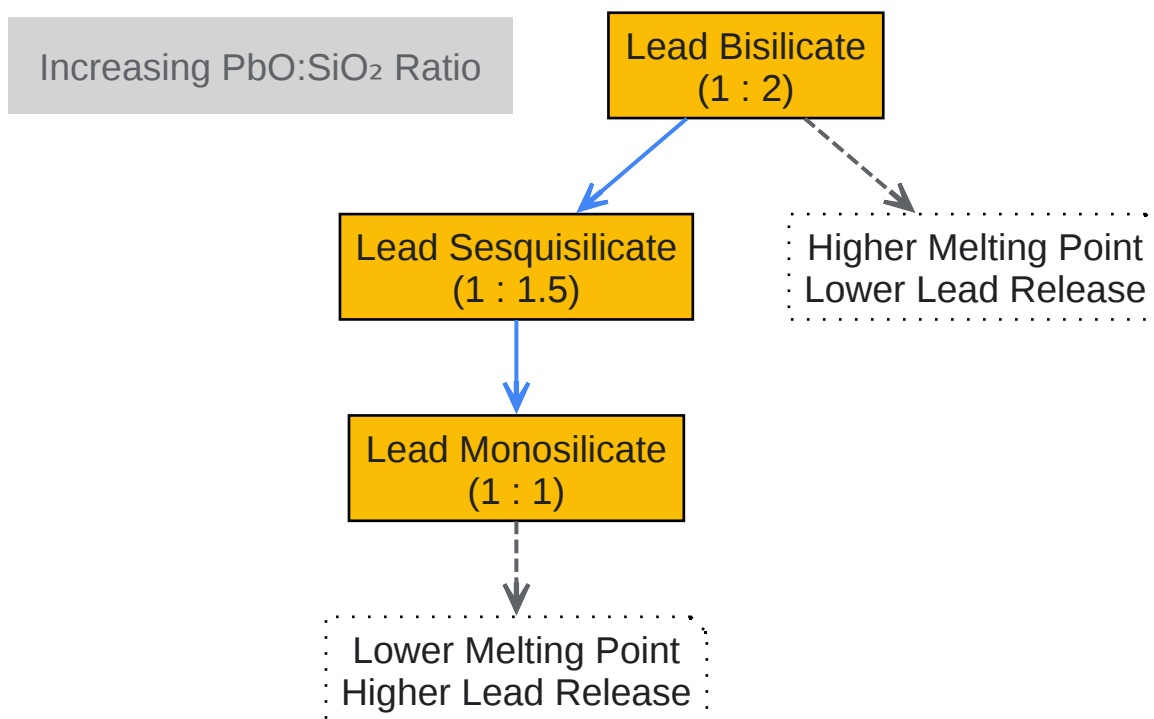 Increasing PbO:SiO₂ Ratio
Lead Bisilicate
(1 : 2)
Lead Sesquisilicate
(1 : 1.5)
Higher Melting Point
Lower Lead Release
Lead Monosilicate
(1 : 1)
Lower Melting Point
Higher Lead Release